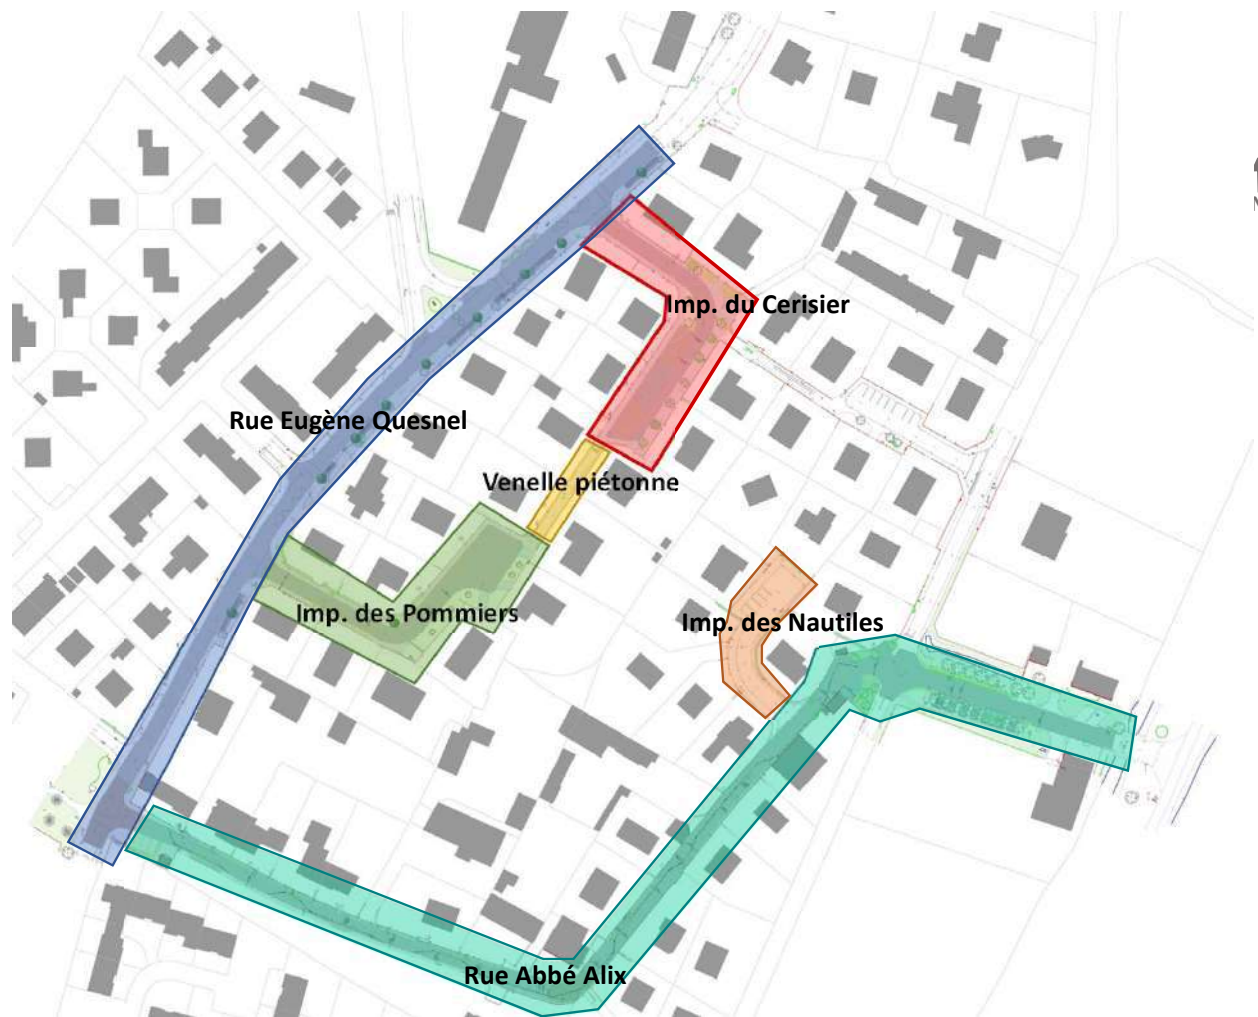 Imp. du Cerisier
Rue Eugène Quesnel
Venelle piétonne
Imp. des Pommiers
Imp. des Nautiles
Rue Abbé Alix